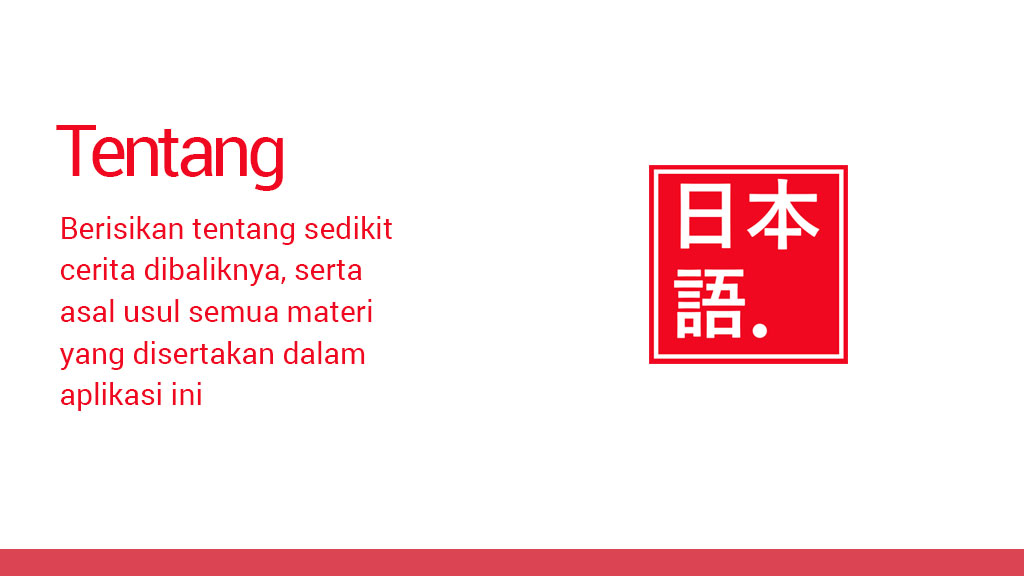 Tentang
Berisikan tentang sedikit
cerita dibaliknya, serta
asal usul semua materi
yang disertakan dalam
aplikasi ini
日本
語.